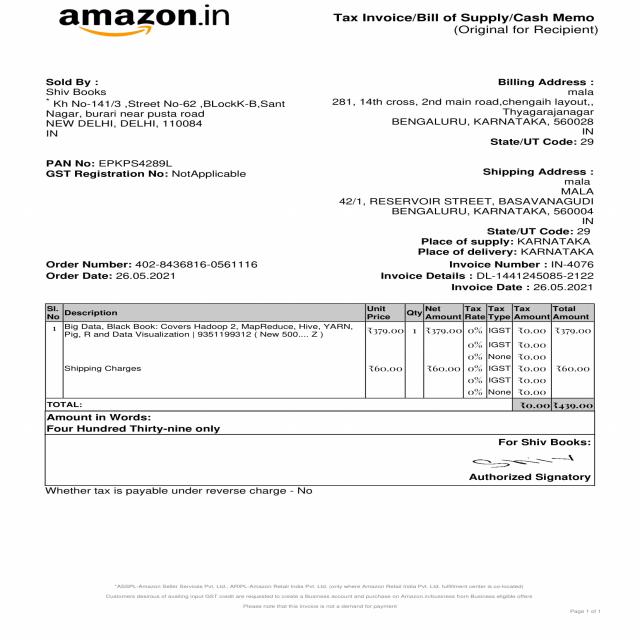 amazon.in
Tax Invoice/Bill of Supply/Cash Memo
(Original for Recipient)
Sold By :
Shiv Books
* Kh No-141/3 ,Street No-62 ,BLocK-B,Sant
Nagar, burari near pusta road
NEW DELHI, DELHI, 110084
IN
Billing Address :
mala
281, 14th cross, 2nd main road,chengaih layout,,
Thyagarajanagar
BENGALURU, KARNATAKA, 560028
IN
State/UT Code: 29
PAN No: EPKPS4289L
GST Registration No: NotApplicable
Shipping Address :
mala
MALA
42/1, RESERVOIR STREET, BASAVANAGUDI
BENGALURU, KARNATAKA, 560004
IN
State/UT Code: 29
Place of supply: KARNATAKA
Place of delivery: KARNATAKA
Order Number: 402-8436816-0561116
Order Date: 26.05.2021
Invoice Number : IN-4076
Invoice Details : DL-1441245085-2122
Invoice Date : 26.05.2021
Sl. No Description Unit Price Qty Net Amount Tax Rate Tax Type Tax Amount Total Amount
1 Big Data, Black Book: Covers Hadoop 2, MapReduce, Hive, YARN, ₹379.00 1 ₹379.00 0% IGST ₹0.00 ₹379.00
Pig, R and Data Visualization | 9351199312 ( New 500.... Z )
0% IGST ₹0.00
0% None ₹0.00
Shipping Charges ₹60.00 ₹60.00 0% IGST ₹0.00 ₹60.00
0% IGST ₹0.00
0% None ₹0.00
TOTAL: ₹0.00 ₹439.00
Amount in Words:
Four Hundred Thirty-nine only
For Shiv Books:
Authorized Signatory
Whether tax is payable under reverse charge - No
*ASSPL-Amazon Seller Services Pvt. Ltd., ARIPL-Amazon Retail India Pvt. Ltd. (only where Amazon Retail India Pvt. Ltd. fulfillment center is co-located)
Customers desirous of availing input GST credit are requested to create a Business account and purchase on Amazon.in/business from Business eligible offers
Please note that this invoice is not a demand for payment
Page 1 of 1